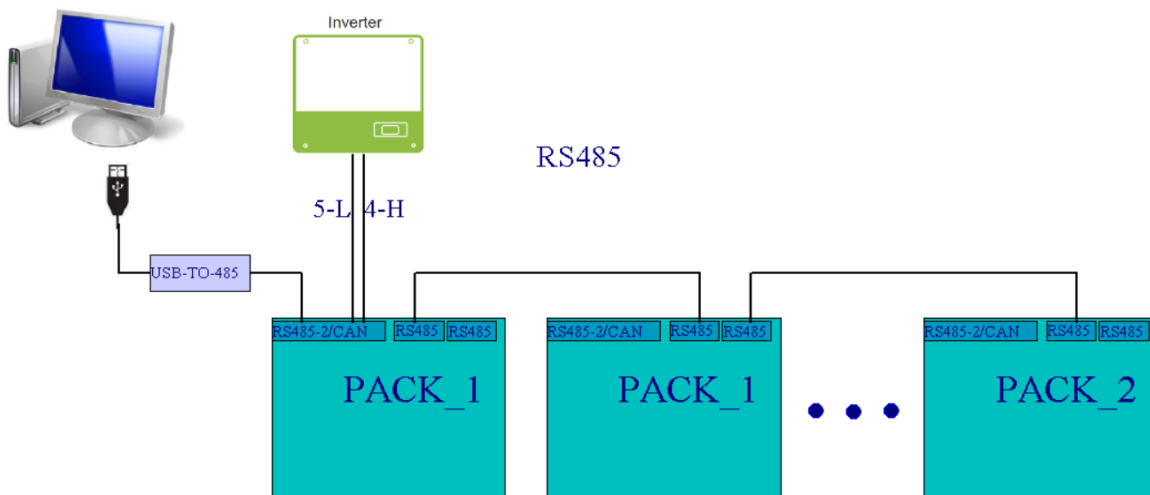 Inverter
RS485
5-L 4-H
USB-TO-485
RS485-2/CAN RS485 RS485
PACK_1
RS485-2/CAN RS485 RS485
PACK_1
RS485-2/CAN RS485 RS485
PACK_2